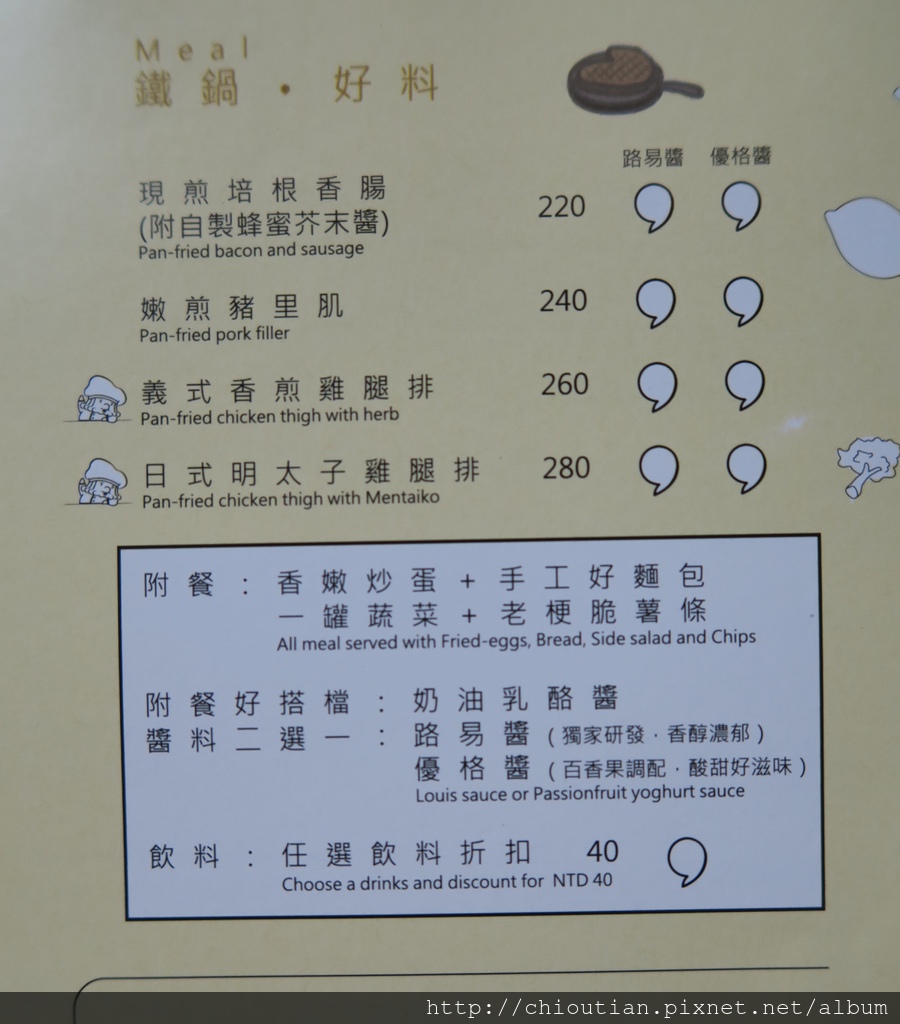 Meal
鐵鍋・好料
路易醬 優格醬
現煎培根香腸
(附自製蜂蜜芥末醬) 220
Pan-fried bacon and sausage
嫩煎豬里肌 240
Pan-fried pork filler
義式香煎雞腿排 260
Pan-fried chicken thigh with herb
日式明太子雞腿排 280
Pan-fried chicken thigh with Mentaiko
附餐：香嫩炒蛋+手工好麵包
一罐蔬菜+老梗脆薯條
All meal served with Fried-eggs, Bread, Side salad and Chips
附餐好搭檔：奶油乳酪醬
醬料二選一：路易醬（獨家研發．香醇濃郁）
優格醬（百香果調配．酸甜好滋味）
Louis sauce or Passionfruit yoghurt sauce
飲料：任選飲料折扣 40
Choose a drinks and discount for NTD 40
http://chioutian.pixnet.net/album